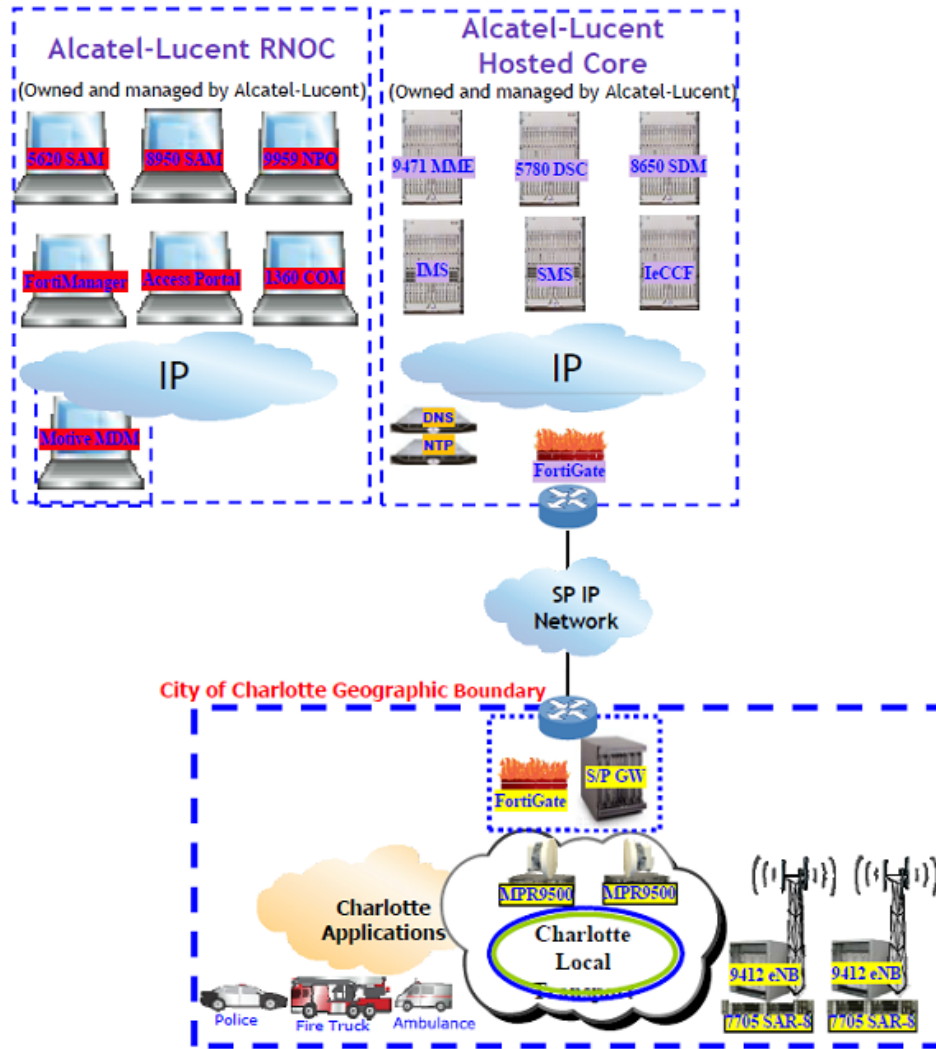 Alcatel-Lucent RNOC
(Owned and managed by Alcatel-Lucent)
5620 SAM
8950 SAM
9959 NPO
FortiManager
Access Portal
1360 COM
IP
Motive MDM
Alcatel-Lucent
Hosted Core
(Owned and managed by Alcatel-Lucent)
9471 MME
5780 DSC
8650 SDM
IMS
SMS
IeCCF
IP
DNS
NTP
FortiGate
SP IP
Network
City of Charlotte Geographic Boundary
FortiGate
S/P GW
MPR9500
MPR9500
Charlotte
Applications
Charlotte
Local
Transport
Police
Fire Truck
Ambulance
9412 eNB
9412 eNB
7705 SAR-8
7705 SAR-8